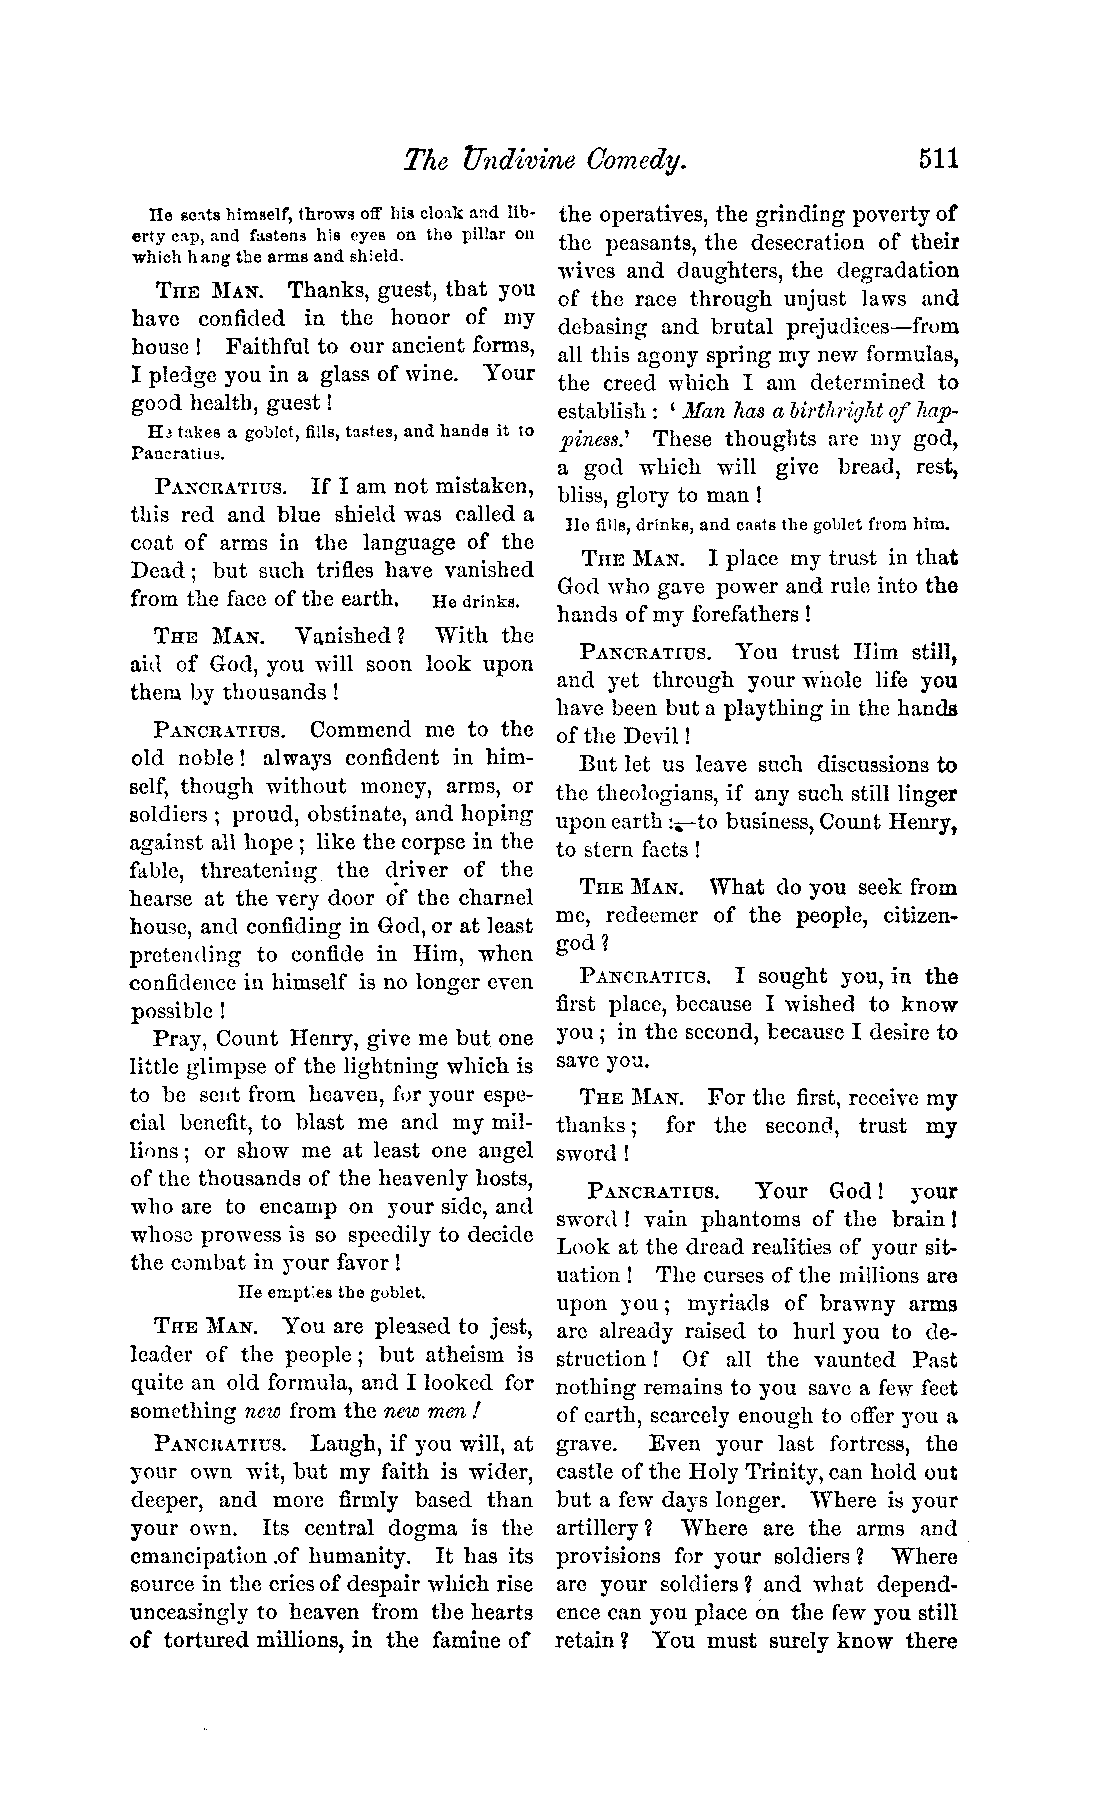 The Undivine Comedy. 511
He seats himself, throws off his cloak and lib-
erty cap, and fastens his eyes on the pillar on
which hang the arms and shield.
THE MAN. Thanks, guest, that you
have confided in the honor of my
house! Faithful to our ancient forms,
I pledge you in a glass of wine. Your
good health, guest!
He takes a goblet, fills, tastes, and hands it to
Pancratius.
PANCRATIUS. If I am not mistaken,
this red and blue shield was called a
coat of arms in the language of the
Dead; but such trifles have vanished
from the face of the earth. He drinks.
THE MAN. Vanished? With the
aid of God, you will soon look upon
them by thousands!
PANCRATIUS. Commend me to the
old noble! always confident in him-
self, though without money, arms, or
soldiers; proud, obstinate, and hoping
against all hope; like the corpse in the
fable, threatening the driver of the
hearse at the very door of the charnel
house, and confiding in God, or at least
pretending to confide in Him, when
confidence in himself is no longer even
possible!
Pray, Count Henry, give me but one
little glimpse of the lightning which is
to be sent from heaven, for your espe-
cial benefit, to blast me and my mil-
lions; or show me at least one angel
of the thousands of the heavenly hosts,
who are to encamp on your side, and
whose prowess is so speedily to decide
the combat in your favor!
He empties the goblet.
THE MAN. You are pleased to jest,
leader of the people; but atheism is
quite an old formula, and I looked for
something new from the new men!
PANCRATIUS. Laugh, if you will, at
your own wit, but my faith is wider,
deeper, and more firmly based than
your own. Its central dogma is the
emancipation .of humanity. It has its
source in the cries of despair which rise
unceasingly to heaven from the hearts
of tortured millions, in the famine of
the operatives, the grinding poverty of
the peasants, the desecration of their
wives and daughters, the degradation
of the race through unjust laws and
debasing and brutal prejudices—from
all this agony spring my new formulas,
the creed which I am determined to
establish: ‘Man has a birthright of hap-
piness.’ These thoughts are my god,
a god which will give bread, rest,
bliss, glory to man!
He fills, drinks, and casts the goblet from him.
THE MAN. I place my trust in that
God who gave power and rule into the
hands of my forefathers!
PANCRATIUS. You trust Him still,
and yet through your whole life you
have been but a plaything in the hands
of the Devil!
But let us leave such discussions to
the theologians, if any such still linger
upon earth:—to business, Count Henry,
to stern facts!
THE MAN. What do you seek from
me, redeemer of the people, citizen-
god?
PANCRATIUS. I sought you, in the
first place, because I wished to know
you; in the second, because I desire to
save you.
THE MAN. For the first, receive my
thanks; for the second, trust my
sword!
PANCRATIUS. Your God! your
sword! vain phantoms of the brain!
Look at the dread realities of your sit-
uation! The curses of the millions are
upon you; myriads of brawny arms
are already raised to hurl you to de-
struction! Of all the vaunted Past
nothing remains to you save a few feet
of earth, scarcely enough to offer you a
grave. Even your last fortress, the
castle of the Holy Trinity, can hold out
but a few days longer. Where is your
artillery? Where are the arms and
provisions for your soldiers? Where
are your soldiers? and what depend-
ence can you place on the few you still
retain? You must surely know there